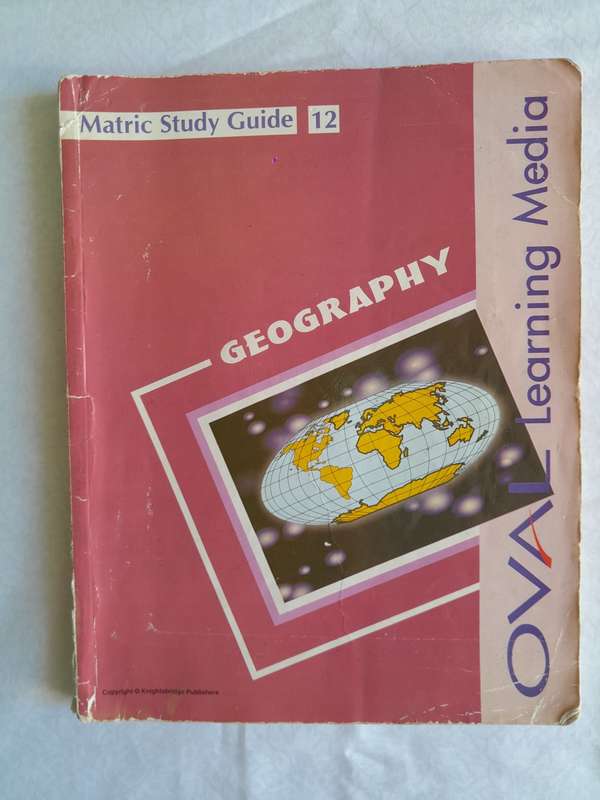 Matric Study Guide 12
GEOGRAPHY
OVAL Learning Media
Copyright © Knightsbridge Publishers